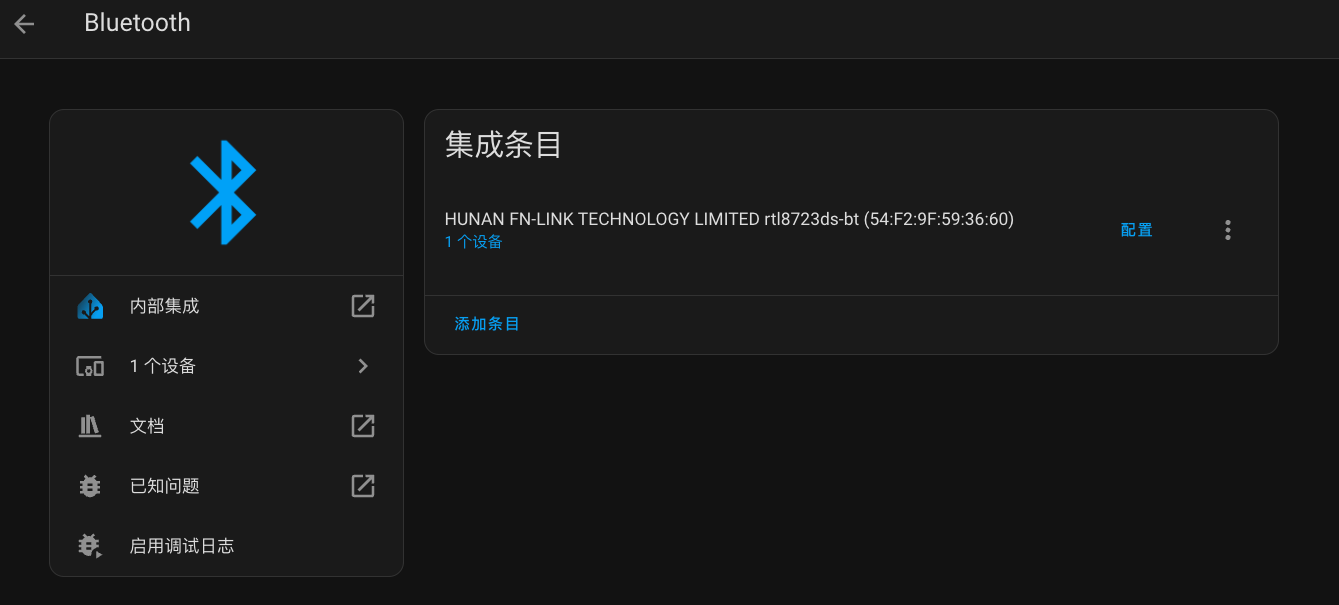 Bluetooth
集成条目
HUNAN FN-LINK TECHNOLOGY LIMITED rtl8723ds-bt (54:F2:9F:59:36:60)
1 个设备
配置
添加条目
内部集成
1 个设备
文档
已知问题
启用调试日志